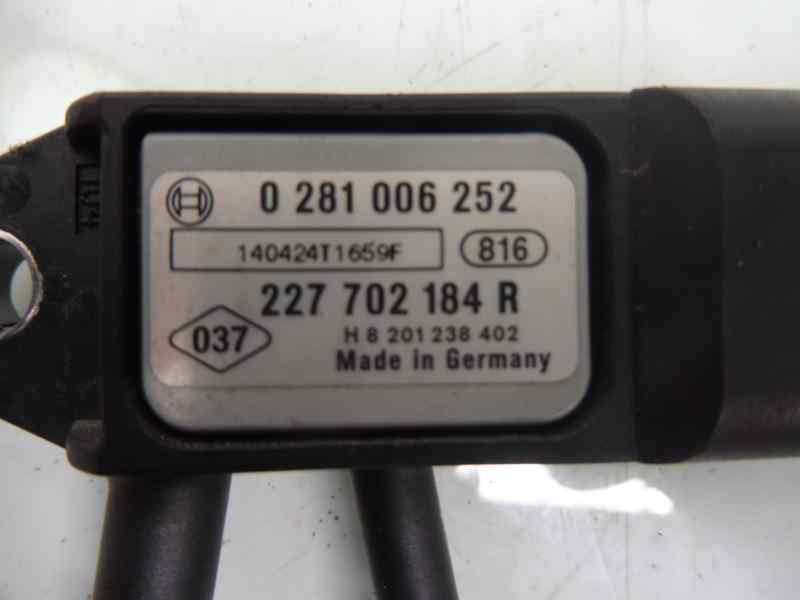 0 281 006 252
140424T1659F 816
227 702 184 R
037 H 8 201 238 402
Made in Germany